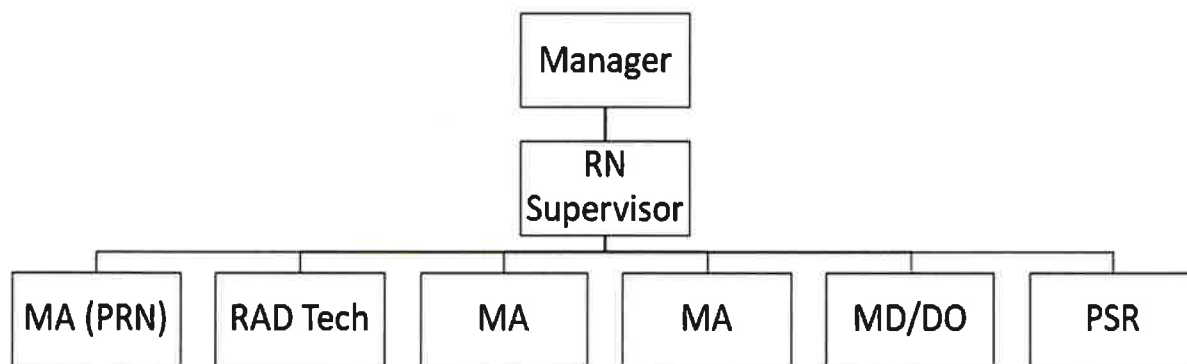 Manager
RN
Supervisor
MA (PRN)
RAD Tech
MA
MA
MD/DO
PSR